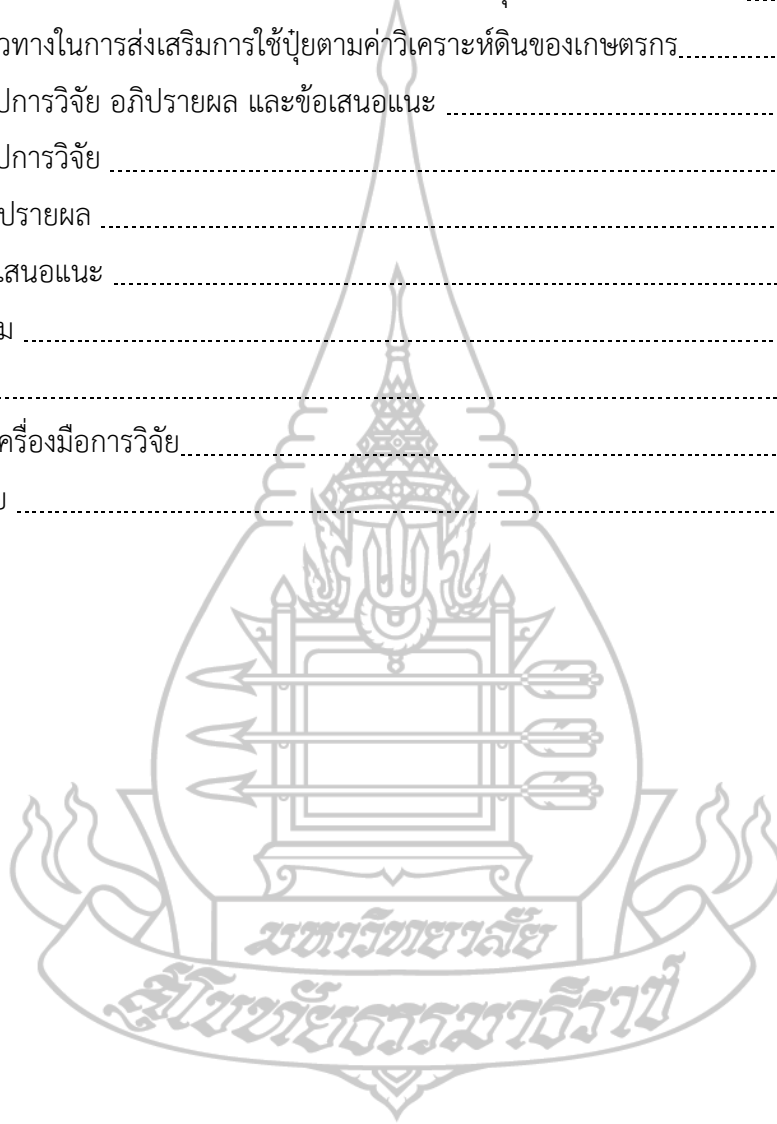 วทางในการส่งเสริมการใช้ปุ๋ยตามค่าวิเคราะห์ดินของเกษตรกร
ปการวิจัย อภิปรายผล และข้อเสนอแนะ
ปการวิจัย
ปรายผล
เสนอแนะ
ม
ครื่องมือการวิจัย
มหาวิทยาลัย
สุโขทัยธรรมาธิราช